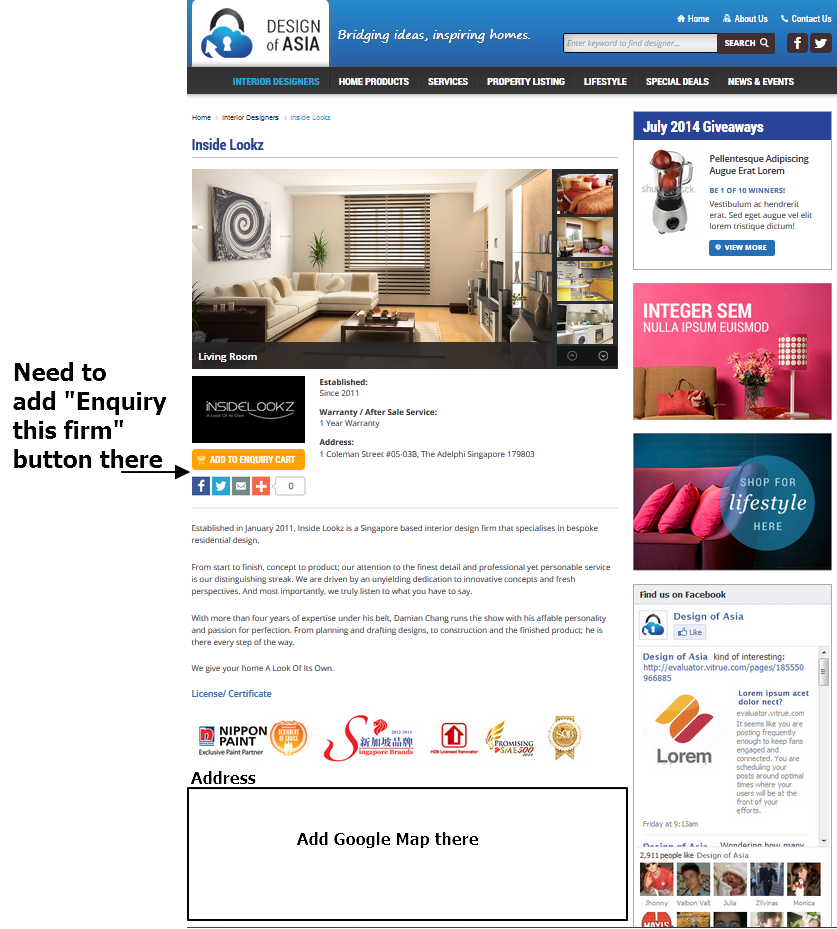 DESIGN
of ASIA
Bridging ideas, inspiring homes.
Home
About Us
Contact Us
Enter keyword to find designer...
SEARCH
INTERIOR DESIGNERS
HOME PRODUCTS
SERVICES
PROPERTY LISTING
LIFESTYLE
SPECIAL DEALS
NEWS & EVENTS
Home > Interior Designers > Inside Lookz
Inside Lookz
Living Room
Need to
add "Enquiry
this firm"
button there
iNSIDELOOKZ
A Look Of Its Own
ADD TO ENQUIRY CART
0
Established:
Since 2011
Warranty / After Sale Service:
1 Year Warranty
Address:
1 Coleman Street #05-03B, The Adelphi Singapore 179803
Established in January 2011, Inside Lookz is a Singapore based interior design firm that specialises in bespoke
residential design.
From start to finish, concept to product; our attention to the finest detail and professional yet personable service
is our distinguishing streak. We are driven by an unyielding dedication to innovative concepts and fresh
perspectives. And most importantly, we truly listen to what you have to say.
With more than four years of expertise under his belt, Damian Chang runs the show with his affable personality
and passion for perfection. From planning and drafting designs, to construction and the finished product; he is
there every step of the way.
We give your home A Look Of Its Own.
License/ Certificate
NIPPON
PAINT
Exclusive Paint Partner
DESIGNERS
OF CHOICE
2012/2013
新加坡品牌
Singapore Brands
HDB Licensed Renovator
PROMISING
SME500
2012
SQB
Address
Add Google Map there
July 2014 Giveaways
Pellentesque Adipiscing
Augue Erat Lorem
BE 1 OF 10 WINNERS!
Vestibulum ac hendrerit
erat. Sed eget augue vel elit
lorem tristique dictum!
VIEW MORE
INTEGER SEM
NULLA IPSUM EUISMOD
SHOP FOR
lifestyle
HERE
Find us on Facebook
Design of Asia
Like
Design of Asia kind of interesting:
http://evaluator.vitrue.com/pages/185550
966885
Lorem ipsum acet
dolor nect?
evaluator.vitrue.com
It seems like you are
posting frequently
enough to keep fans
engaged and
connected. You are
scheduling your
posts around optimal
times where your
users will be at the
front of your
efforts.
Lorem
Friday at 9:13am
Design of Asia Wondering how many
2,911 people like Design of Asia
Jhonny
Valbon Vall
Julia
Zilvinas
Monica